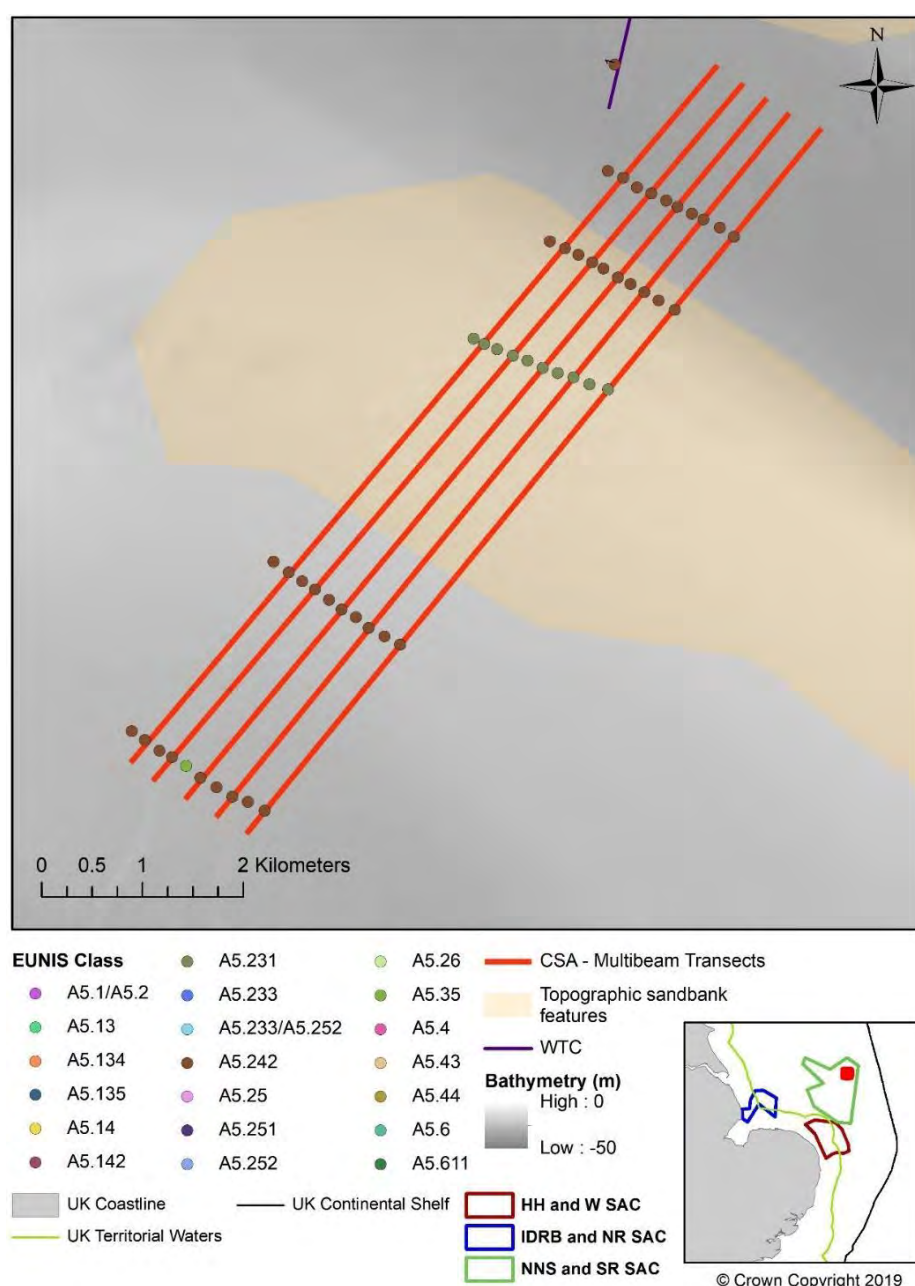 N
0 0.5 1 2 Kilometers
EUNIS Class
A5.1/A5.2
A5.13
A5.134
A5.135
A5.14
A5.142
A5.231
A5.233
A5.233/A5.252
A5.242
A5.25
A5.251
A5.252
A5.26
A5.35
A5.4
A5.43
A5.44
A5.6
A5.611
CSA - Multibeam Transects
Topographic sandbank
features
WTC
Bathymetry (m)
High : 0
Low : -50
UK Coastline
UK Continental Shelf
UK Territorial Waters
HH and W SAC
IDRB and NR SAC
NNS and SR SAC
© Crown Copyright 2019